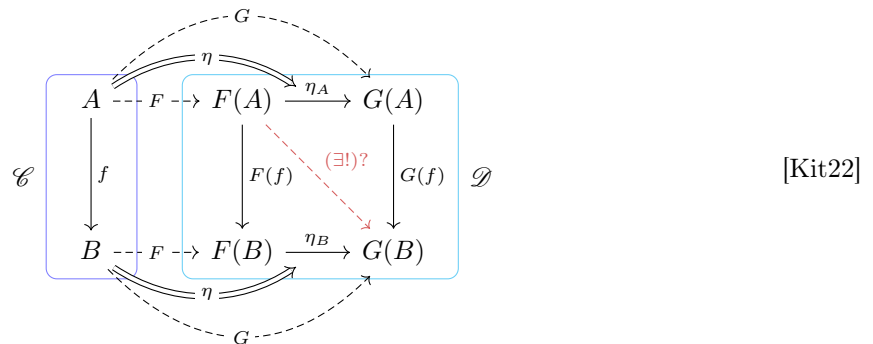 G
η
A F F(A) η_A G(A)
(∃!)?
𝒞 f F(f) G(f) 𝒟
[Kit22]
B F F(B) η_B G(B)
η
G